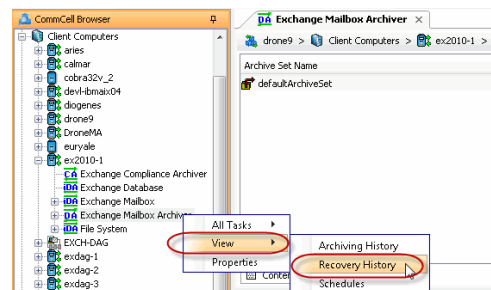 CommCell Browser
Client Computers
aries
calmar
cobra32v_2
devl-ibmaix04
diogenes
drone9
DroneMA
euryale
ex2010-1
CA Exchange Compliance Archiver
iDA Exchange Database
iDA Exchange Mailbox
DA Exchange Mailbox Archiver
iDA File System
EXCH-DAG
exdag-1
exdag-2
exdag-3
DA Exchange Mailbox Archiver
drone9 > Client Computers > ex2010-1 >
Archive Set Name
defaultArchiveSet
All Tasks
View
Properties
Archiving History
Recovery History
Schedules